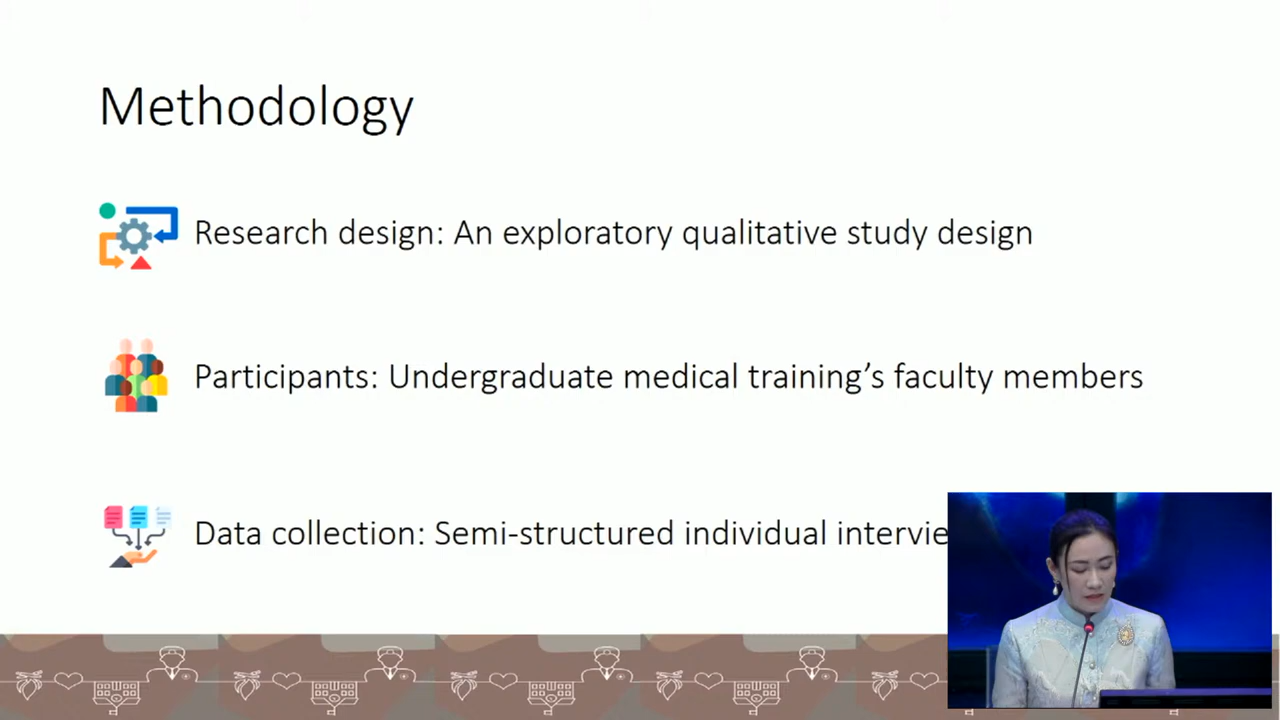 Methodology
Research design: An exploratory qualitative study design
Participants: Undergraduate medical training’s faculty members
Data collection: Semi-structured individual